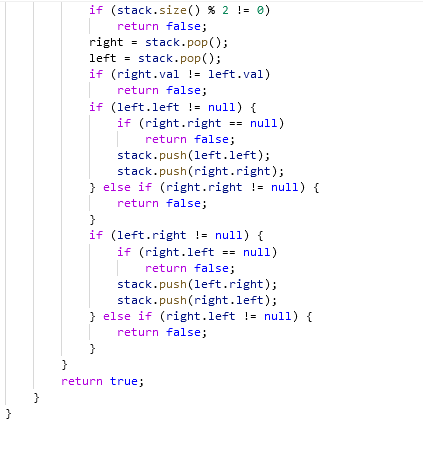 if (stack.size() % 2 != 0)
return false;
right = stack.pop();
left = stack.pop();
if (right.val != left.val)
return false;
if (left.left != null) {
if (right.right == null)
return false;
stack.push(left.left);
stack.push(right.right);
} else if (right.right != null) {
return false;
}
if (left.right != null) {
if (right.left == null)
return false;
stack.push(left.right);
stack.push(right.left);
} else if (right.left != null) {
return false;
}
}
return true;
}
}